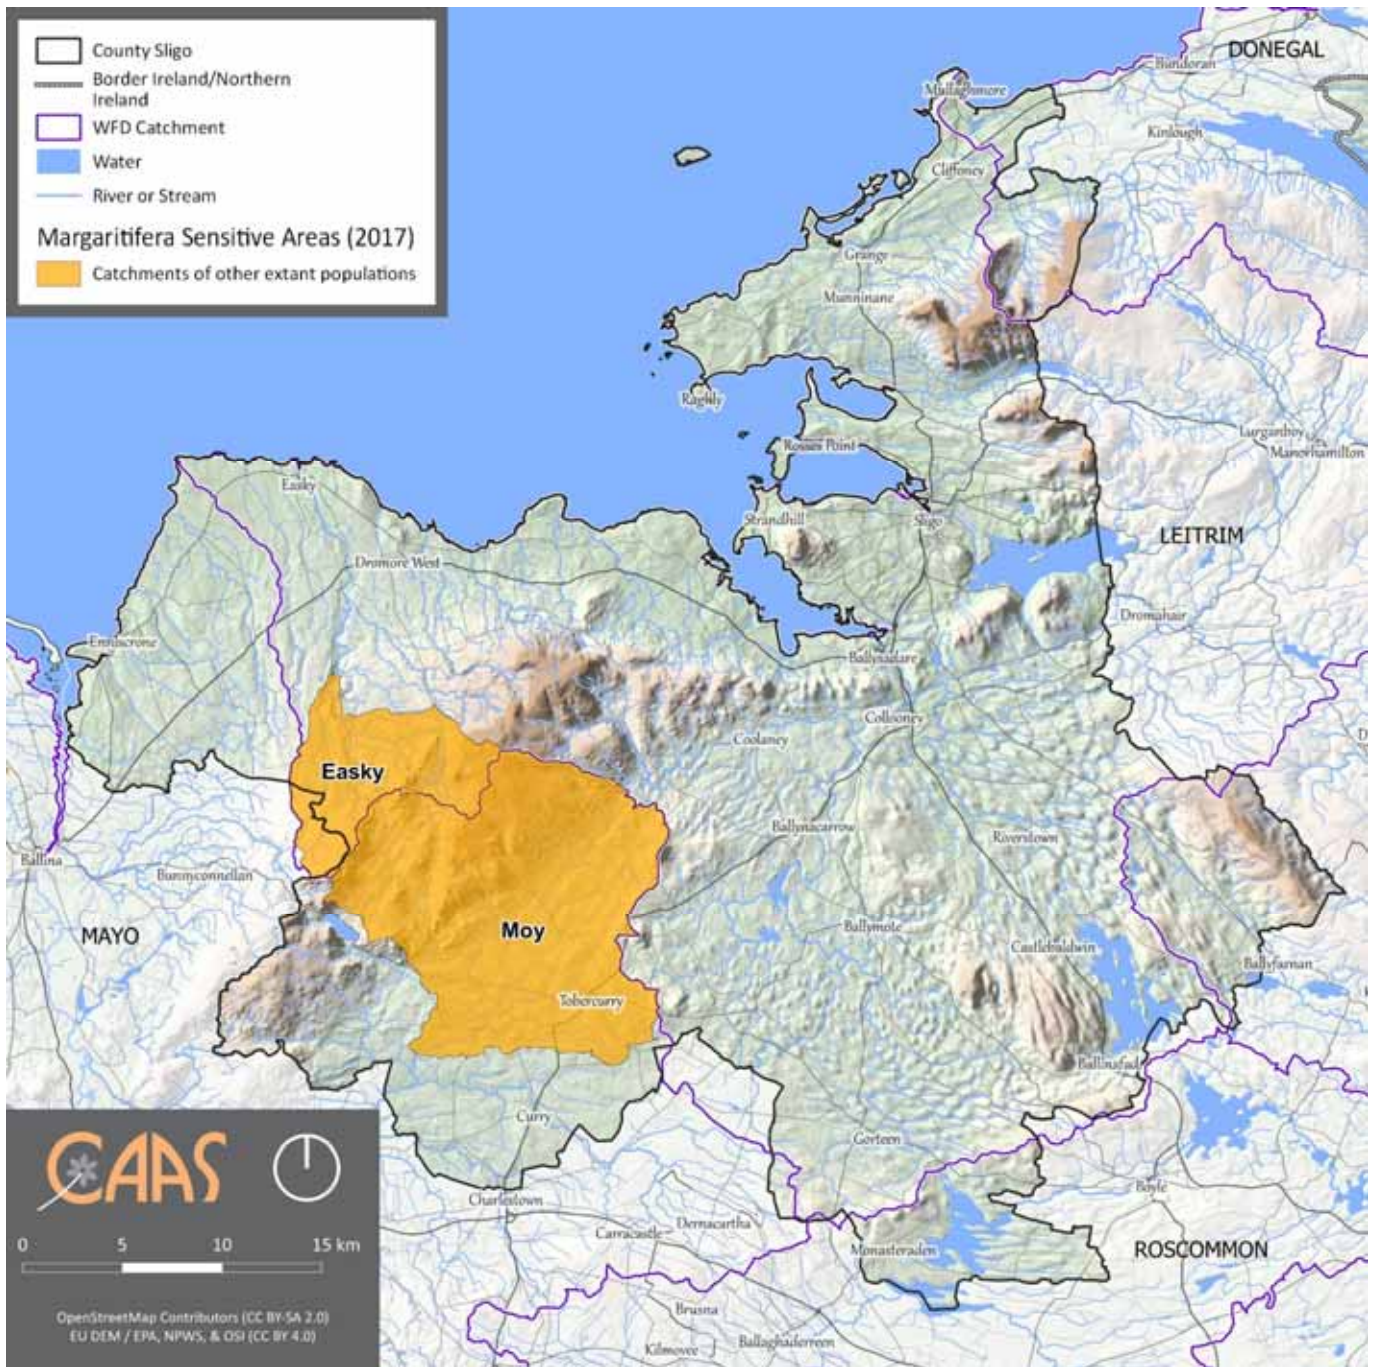 County Sligo
Border Ireland/Northern
Ireland
WFD Catchment
Water
River or Stream
Margaritifera Sensitive Areas (2017)
Catchments of other extant populations
DONEGAL
Bundoran
Mullaghmore
Kinlough
Cliffoney
Grange
Munninane
Raghly
Lurganboy
Manorhamilton
Rosses Point
Easky
Strandhill
Sligo
LEITRIM
Dromore West
Dromahair
Enniscrone
Ballysadare
Collooney
Coolaney
D
Easky
Ballynacarrow
Riverstown
Ballina
Bunnyconnellan
MAYO
Moy
Ballymote
Castlebaldwin
Ballyfarnan
Tobercurry
Ballinafad
Curry
Gorteen
CAAS
Charlestown
Boyle
Dernacartha
Carracastle
Monasteraden
ROSCOMMON
0 5 10 15 km
Brusna
OpenStreetMap Contributors (CC BY-SA 2.0)
EU DEM / EPA, NPWS, & OSI (CC BY 4.0)
Kilmovee
Ballaghaderreen